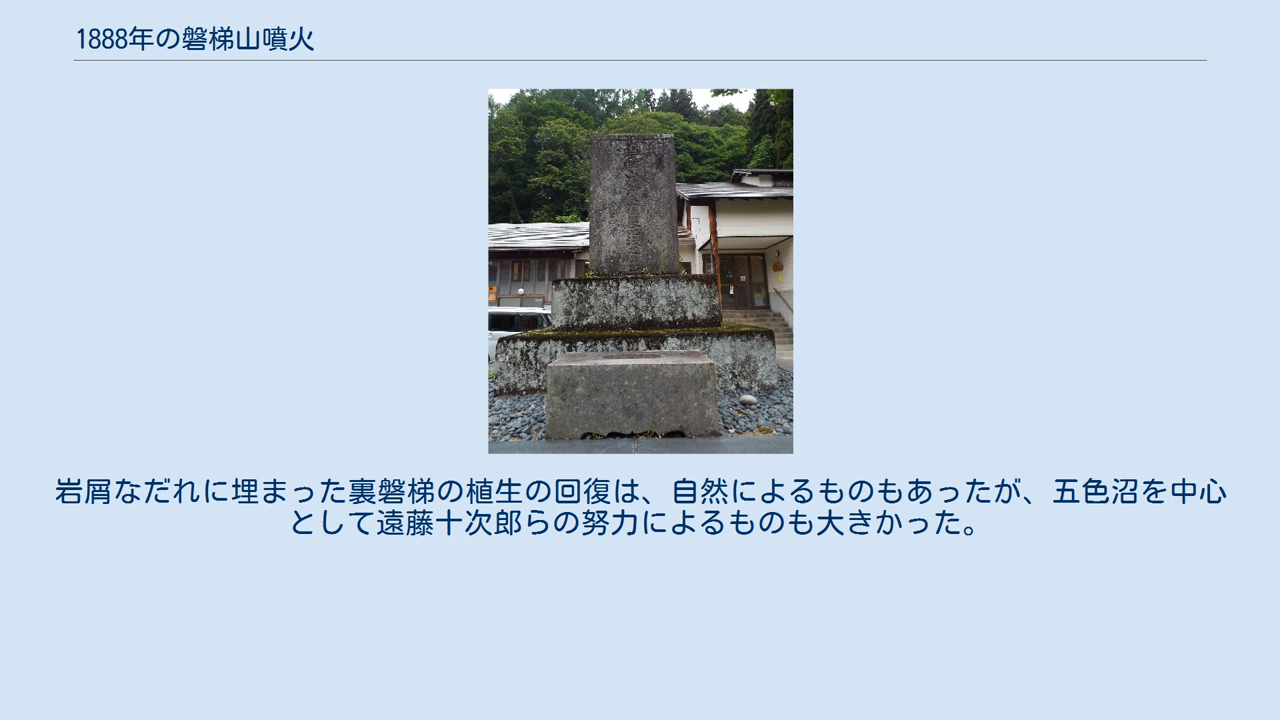 1888年の磐梯山噴火
岩屑なだれに埋まった裏磐梯の植生の回復は、自然によるものもあったが、五色沼を中心
として遠藤十次郎らの努力によるものも大きかった。